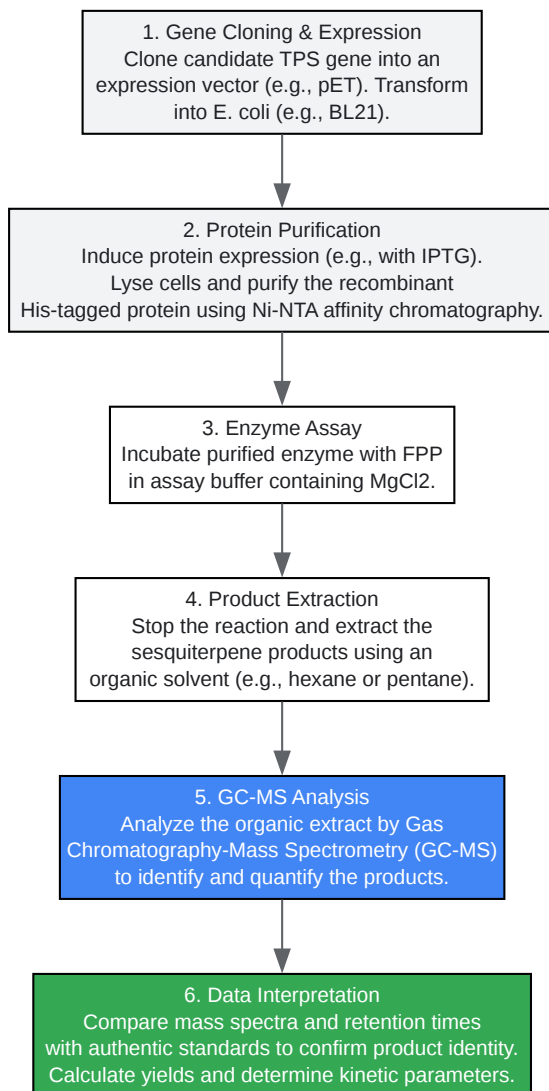 1. Gene Cloning & Expression
Clone candidate TPS gene into an
expression vector (e.g., pET). Transform
into E. coli (e.g., BL21).
2. Protein Purification
Induce protein expression (e.g., with IPTG).
Lyse cells and purify the recombinant
His-tagged protein using Ni-NTA affinity chromatography.
3. Enzyme Assay
Incubate purified enzyme with FPP
in assay buffer containing MgCl2.
4. Product Extraction
Stop the reaction and extract the
sesquiterpene products using an
organic solvent (e.g., hexane or pentane).
5. GC-MS Analysis
Analyze the organic extract by Gas
Chromatography-Mass Spectrometry (GC-MS)
to identify and quantify the products.
6. Data Interpretation
Compare mass spectra and retention times
with authentic standards to confirm product identity.
Calculate yields and determine kinetic parameters.